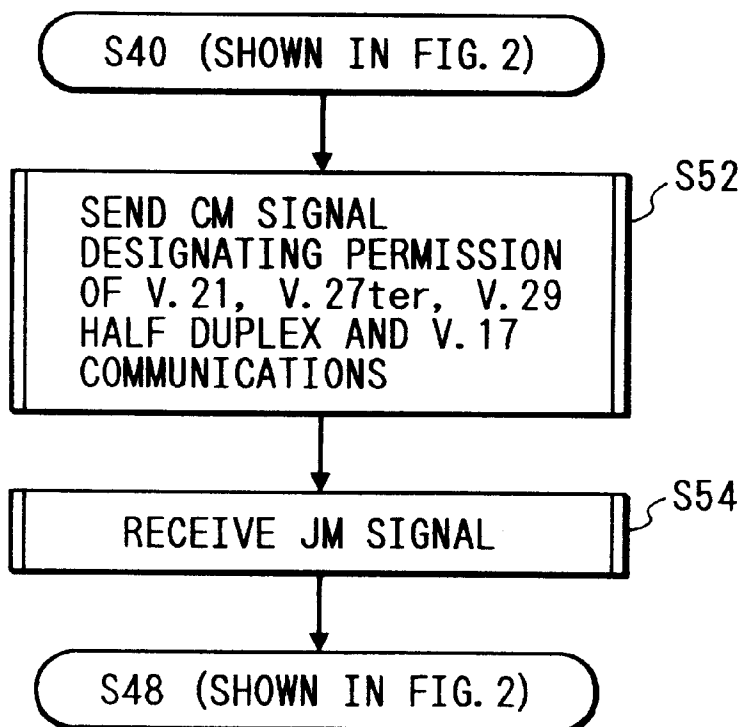 S40 (SHOWN IN FIG. 2)
S52
SEND CM SIGNAL
DESIGNATING PERMISSION
OF V.21, V.27ter, V.29
HALF DUPLEX AND V.17
COMMUNICATIONS
S54
RECEIVE JM SIGNAL
S48 (SHOWN IN FIG. 2)